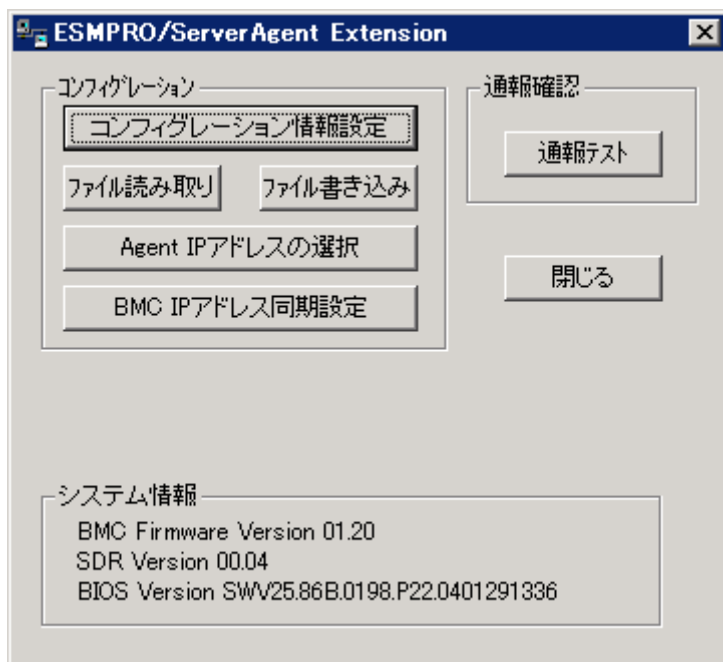 ESMPRO/ServerAgent Extension
コンフィグレーション
コンフィグレーション情報設定
ファイル読み取り ファイル書き込み
Agent IPアドレスの選択
BMC IPアドレス同期設定
通報確認
通報テスト
閉じる
システム情報
BMC Firmware Version 01.20
SDR Version 00.04
BIOS Version SWV25.86B.0198.P22.0401291336